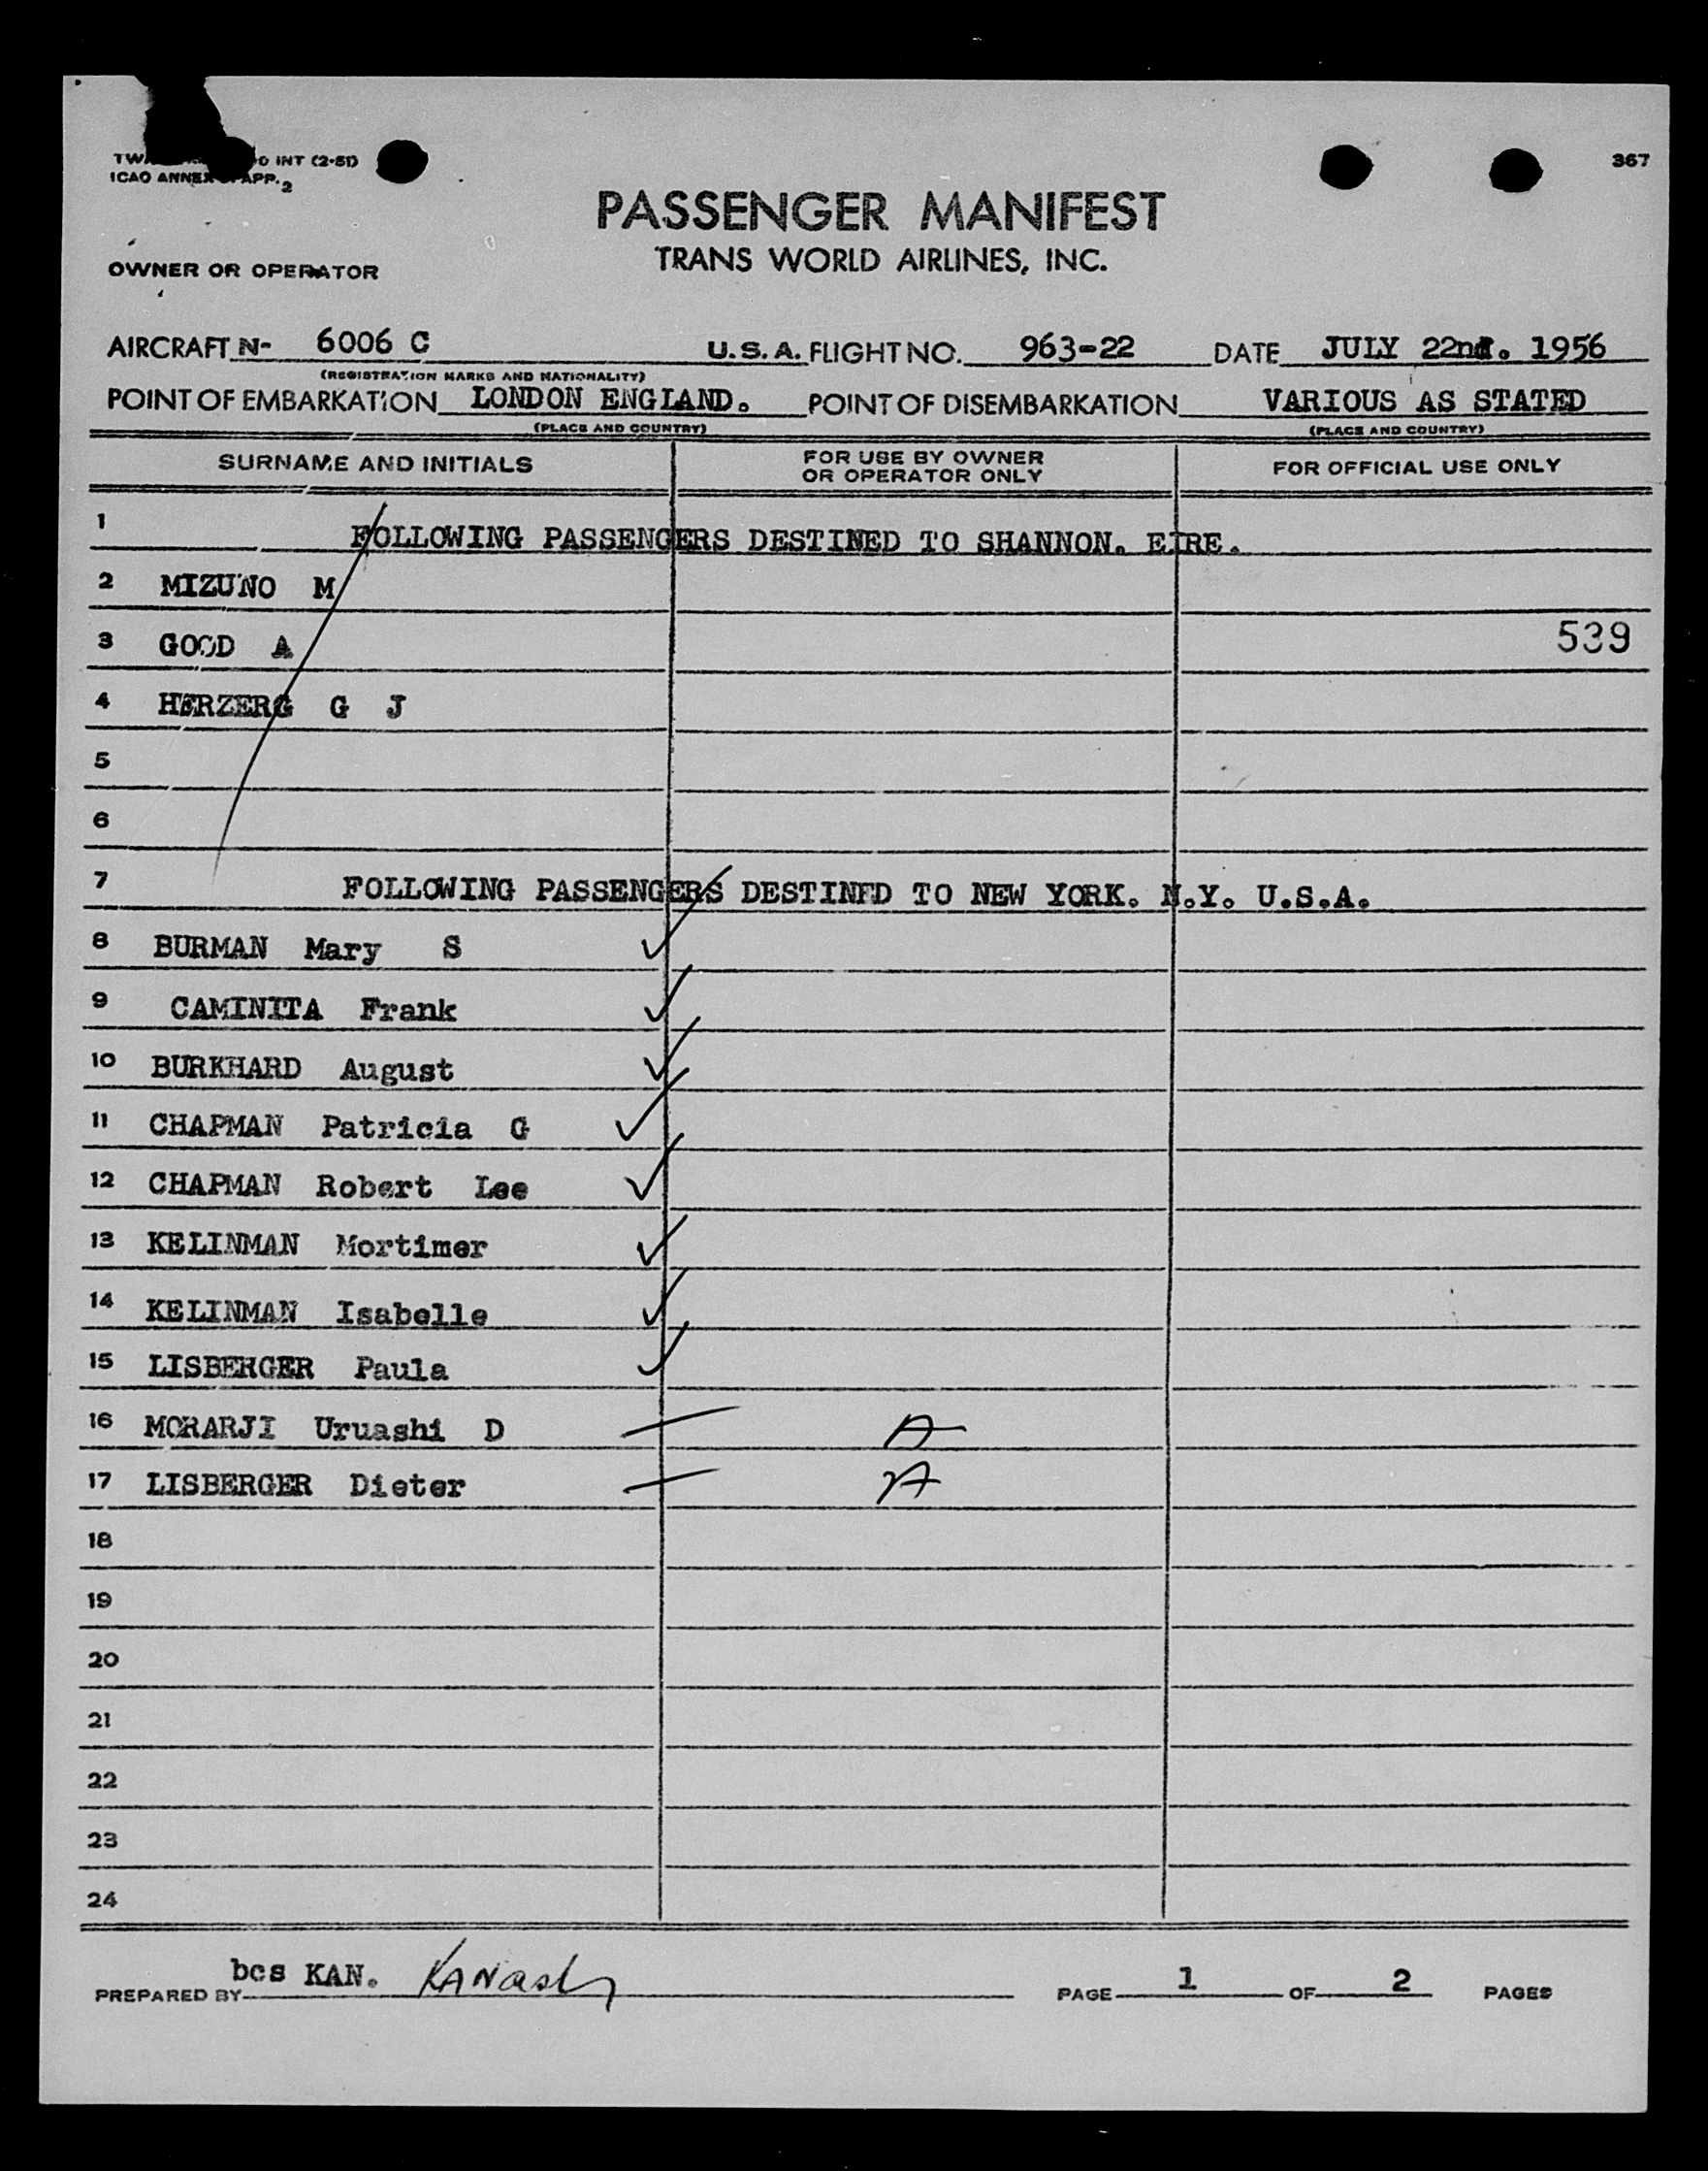 INT (2-51)
367
ICAO ANNEX APP. 2
PASSENGER MANIFEST
TRANS WORLD AIRLINES, INC.
OWNER OR OPERATOR
AIRCRAFT N- 6006 C U.S.A. FLIGHT NO. 963-22 DATE JULY 22nd. 1956
(REGISTRATION MARKS AND NATIONALITY)
POINT OF EMBARKATION LONDON ENGLAND. POINT OF DISEMBARKATION VARIOUS AS STATED
(PLACE AND COUNTRY) (PLACE AND COUNTRY)
SURNAME AND INITIALS FOR USE BY OWNER OR OPERATOR ONLY FOR OFFICIAL USE ONLY
1 FOLLOWING PASSENGERS DESTINED TO SHANNON. EIRE.
2 MIZUNO M
3 GOOD A 539
4 HERZERG G J
5
6
7 FOLLOWING PASSENGERS DESTINED TO NEW YORK. N.Y. U.S.A.
8 BURMAN Mary S
9 CAMINITA Frank
10 BURKHARD August
11 CHAPMAN Patricia G
12 CHAPMAN Robert Lee
13 KELINMAN Mortimer
14 KELINMAN Isabelle
15 LISBERGER Paula
16 MORARJI Uruashi D A
17 LISBERGER Dieter A
18
19
20
21
22
23
24
PREPARED BY bcs KAN. PAGE 1 OF 2 PAGES